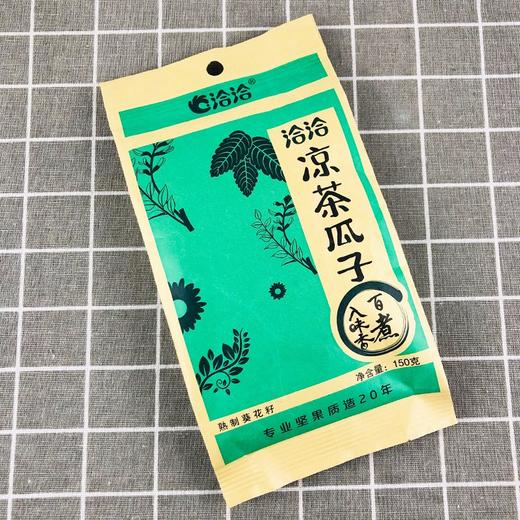 洽洽®
洽洽
凉茶瓜子
百煮
入味香
净含量：150克
熟制葵花籽
专业坚果质造20年